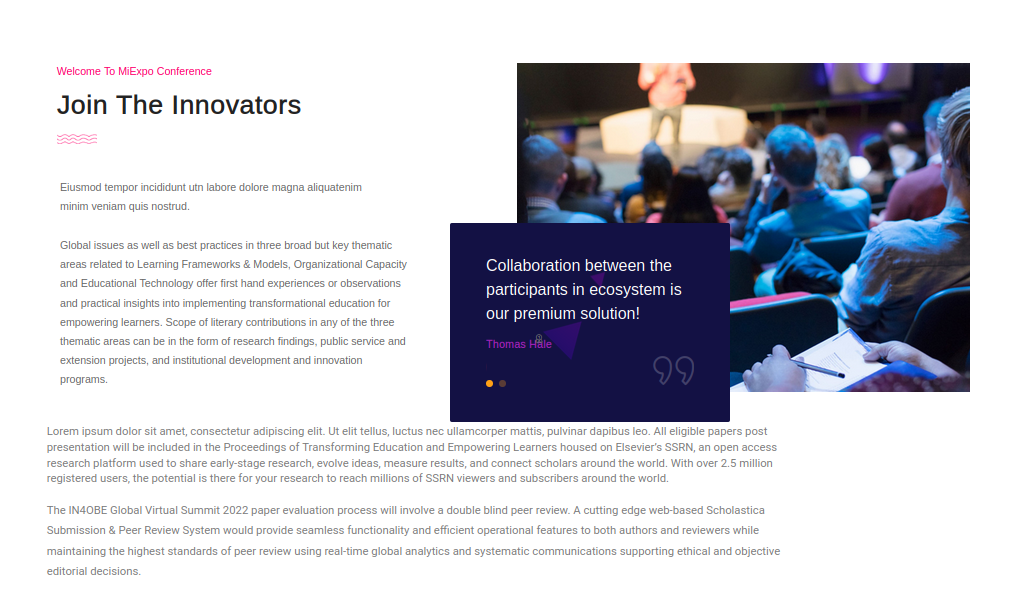 Welcome To MiExpo Conference
Join The Innovators
Eiusmod tempor incididunt utn labore dolore magna aliquatenim
minim veniam quis nostrud.
Global issues as well as best practices in three broad but key thematic
areas related to Learning Frameworks & Models, Organizational Capacity
and Educational Technology offer first hand experiences or observations
and practical insights into implementing transformational education for
empowering learners. Scope of literary contributions in any of the three
thematic areas can be in the form of research findings, public service and
extension projects, and institutional development and innovation
programs.
Collaboration between the
participants in ecosystem is
our premium solution!
Thomas Hale
Lorem ipsum dolor sit amet, consectetur adipiscing elit. Ut elit tellus, luctus nec ullamcorper mattis, pulvinar dapibus leo. All eligible papers post
presentation will be included in the Proceedings of Transforming Education and Empowering Learners housed on Elsevier's SSRN, an open access
research platform used to share early-stage research, evolve ideas, measure results, and connect scholars around the world. With over 2.5 million
registered users, the potential is there for your research to reach millions of SSRN viewers and subscribers around the world.
The IN4OBE Global Virtual Summit 2022 paper evaluation process will involve a double blind peer review. A cutting edge web-based Scholastica
Submission & Peer Review System would provide seamless functionality and efficient operational features to both authors and reviewers while
maintaining the highest standards of peer review using real-time global analytics and systematic communications supporting ethical and objective
editorial decisions.